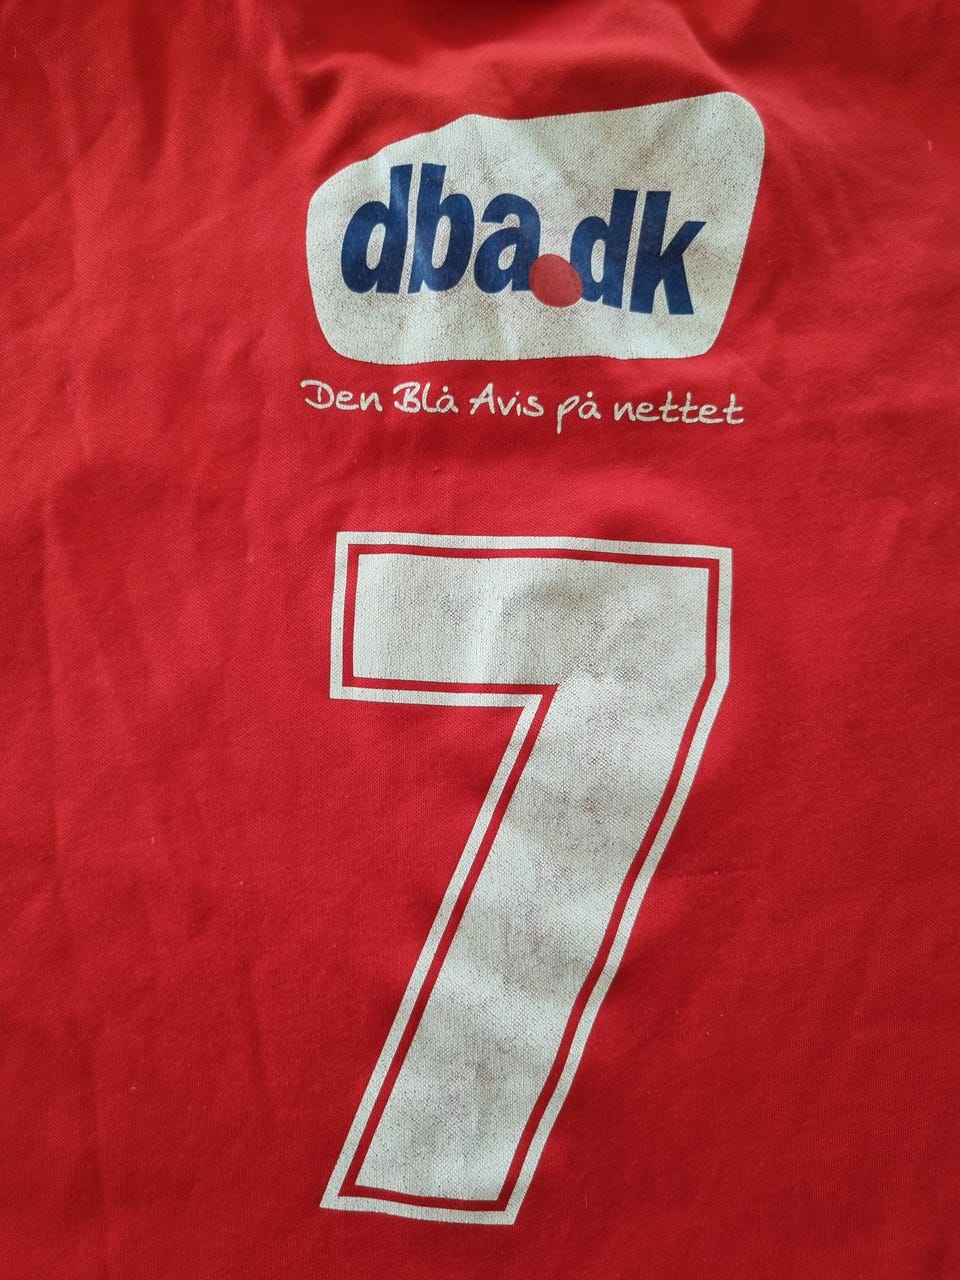 dba.dk
Den Blå Avis på nettet
7